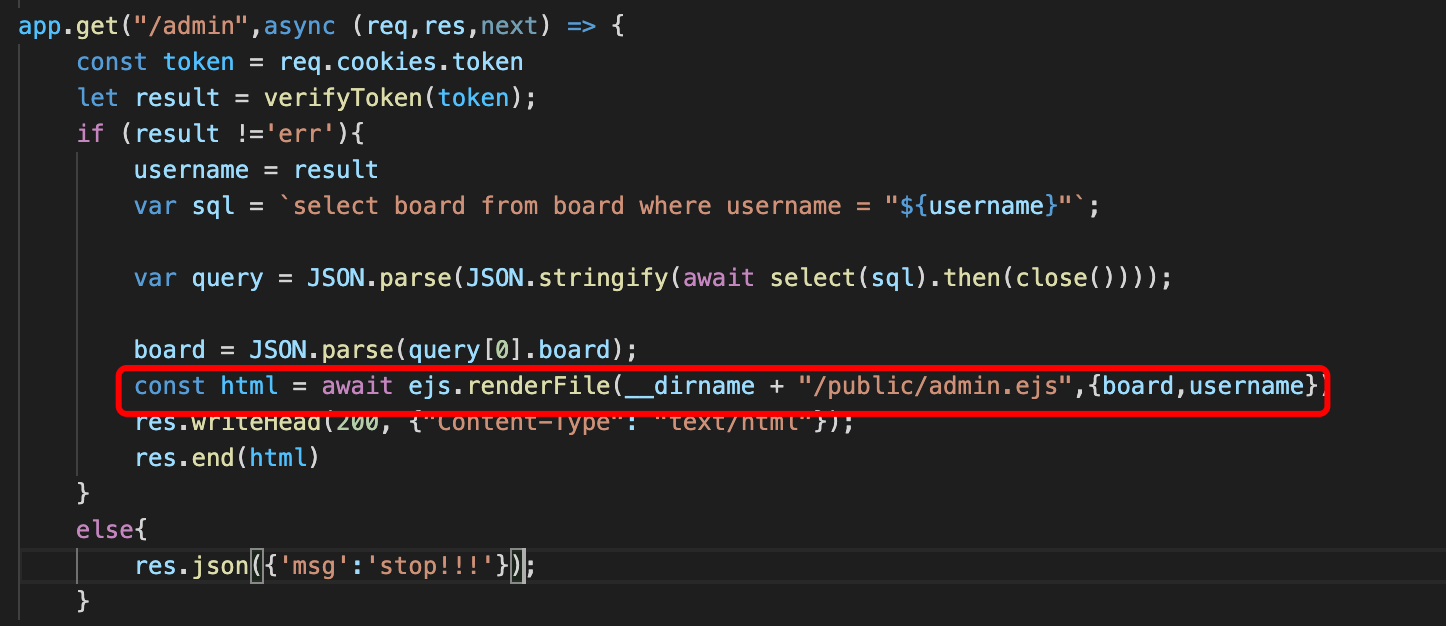 app.get("/admin",async (req,res,next) => {
    const token = req.cookies.token
    let result = verifyToken(token);
    if (result !='err'){
        username = result
        var sql = `select board from board where username = "${username}"`;
        var query = JSON.parse(JSON.stringify(await select(sql).then(close())));
        board = JSON.parse(query[0].board);
        const html = await ejs.renderFile(__dirname + "/public/admin.ejs",{board,username})
        res.writeHead(200, {"Content-Type": "text/html"});
        res.end(html)
    }
    else{
        res.json({'msg':'stop!!!'});
    }